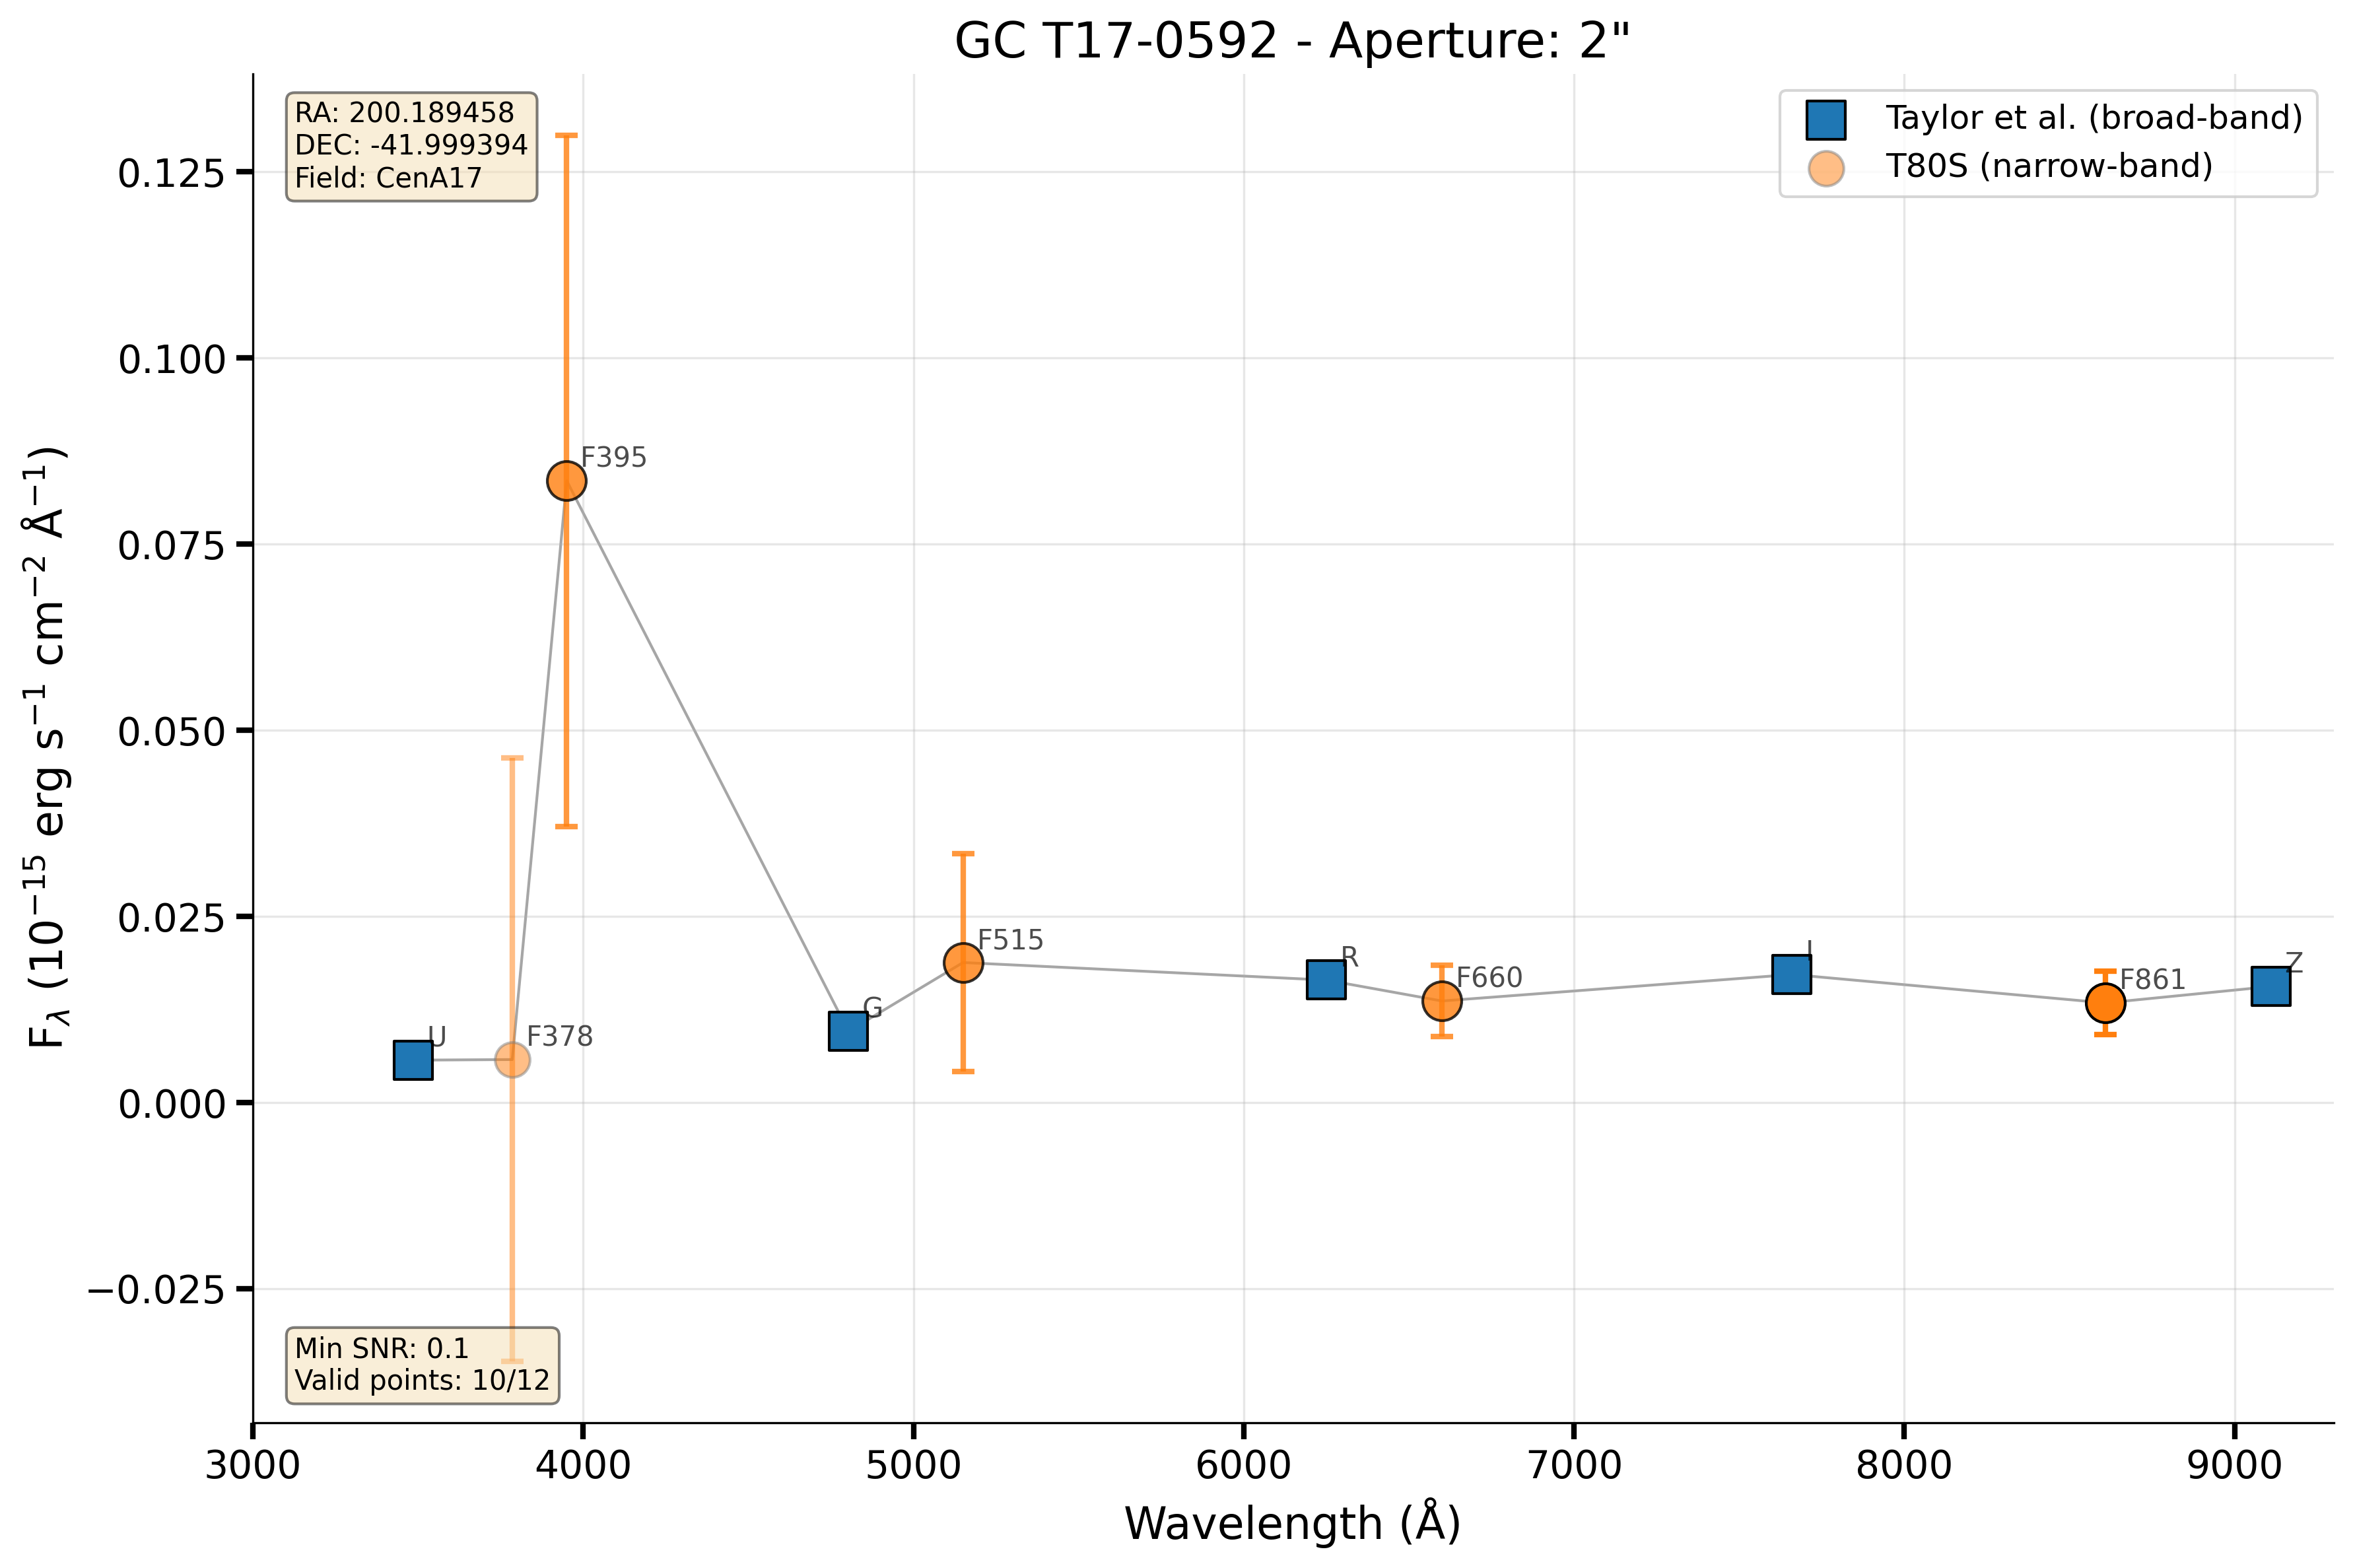 GC T17-0592 - Aperture: 2"
RA: 200.189458
DEC: -41.999394
Field: CenA17
Taylor et al. (broad-band)
T80S (narrow-band)
0.125
0.100
0.075
0.050
0.025
0.000
−0.025
F395
F378
U
G
F515
R
F660
I
F861
Z
Min SNR: 0.1
Valid points: 10/12
3000 4000 5000 6000 7000 8000 9000
Wavelength (Å)
F$_\lambda$ (10$^{-15}$ erg s$^{-1}$ cm$^{-2}$ Å$^{-1}$)